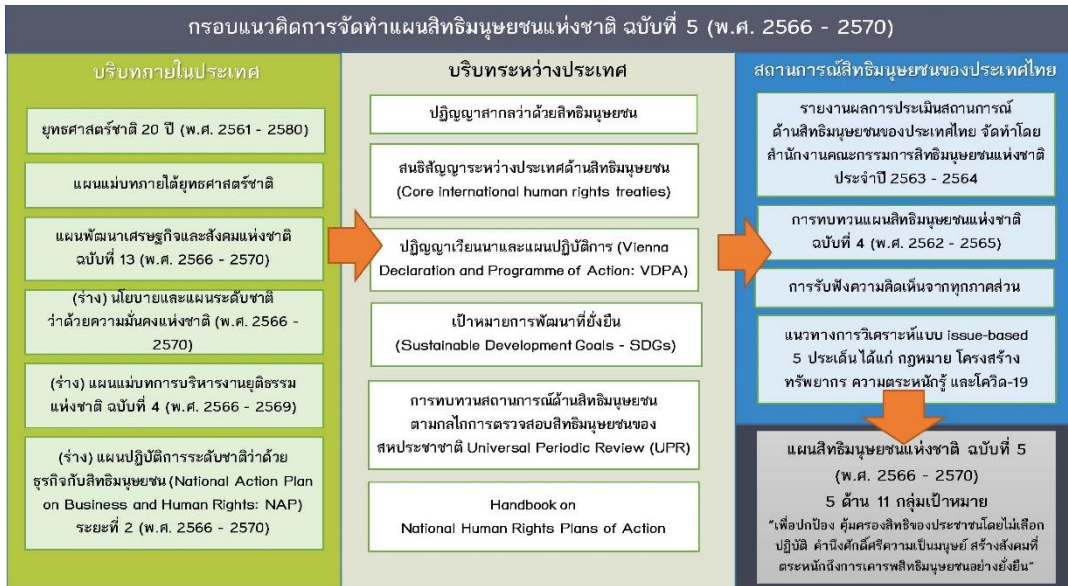 กรอบแนวคิดการจัดทำแผนสิทธิมนุษยชนแห่งชาติ ฉบับที่ 5 (พ.ศ. 2566 - 2570)
บริบทภายในประเทศ
ยุทธศาสตร์ชาติ 20 ปี (พ.ศ. 2561 - 2580)
แผนแม่บทภายใต้ยุทธศาสตร์ชาติ
แผนพัฒนาเศรษฐกิจและสังคมแห่งชาติ
ฉบับที่ 13 (พ.ศ. 2566 - 2570)
(ร่าง) นโยบายและแผนระดับชาติ
ว่าด้วยความมั่นคงแห่งชาติ (พ.ศ. 2566 -
2570)
(ร่าง) แผนแม่บทการบริหารงานยุติธรรม
แห่งชาติ ฉบับที่ 4 (พ.ศ. 2566 - 2569)
(ร่าง) แผนปฏิบัติการระดับชาติว่าด้วย
ธุรกิจกับสิทธิมนุษยชน (National Action Plan
on Business and Human Rights: NAP)
ระยะที่ 2 (พ.ศ. 2566 - 2570)
บริบทระหว่างประเทศ
ปฏิญญาสากลว่าด้วยสิทธิมนุษยชน
สนธิสัญญาระหว่างประเทศด้านสิทธิมนุษยชน
(Core international human rights treaties)
ปฏิญญาเวียนนาและแผนปฏิบัติการ (Vienna
Declaration and Programme of Action: VDPA)
เป้าหมายการพัฒนาที่ยั่งยืน
(Sustainable Development Goals - SDGs)
การทบทวนสถานการณ์ด้านสิทธิมนุษยชน
ตามกลไกการตรวจสอบสิทธิมนุษยชนของ
สหประชาชาติ Universal Periodic Review (UPR)
Handbook on
National Human Rights Plans of Action
สถานการณ์สิทธิมนุษยชนของประเทศไทย
รายงานผลการประเมินสถานการณ์
ด้านสิทธิมนุษยชนของประเทศไทย จัดทำโดย
สำนักงานคณะกรรมการสิทธิมนุษยชนแห่งชาติ
ประจำปี 2563 - 2564
การทบทวนแผนสิทธิมนุษยชนแห่งชาติ
ฉบับที่ 4 (พ.ศ. 2562 - 2565)
การรับฟังความคิดเห็นจากทุกภาคส่วน
แนวทางการวิเคราะห์แบบ issue-based
5 ประเด็น ได้แก่ กฎหมาย โครงสร้าง
ทรัพยากร ความตระหนักรู้ และโควิด-19
แผนสิทธิมนุษยชนแห่งชาติ ฉบับที่ 5
(พ.ศ. 2566 - 2570)
5 ด้าน 11 กลุ่มเป้าหมาย
"เพื่อปกป้อง คุ้มครองสิทธิของประชาชนโดยไม่เลือก
ปฏิบัติ คำนึงศักดิ์ศรีความเป็นมนุษย์ สร้างสังคมที่
ตระหนักถึงการเคารพสิทธิมนุษยชนอย่างยั่งยืน"